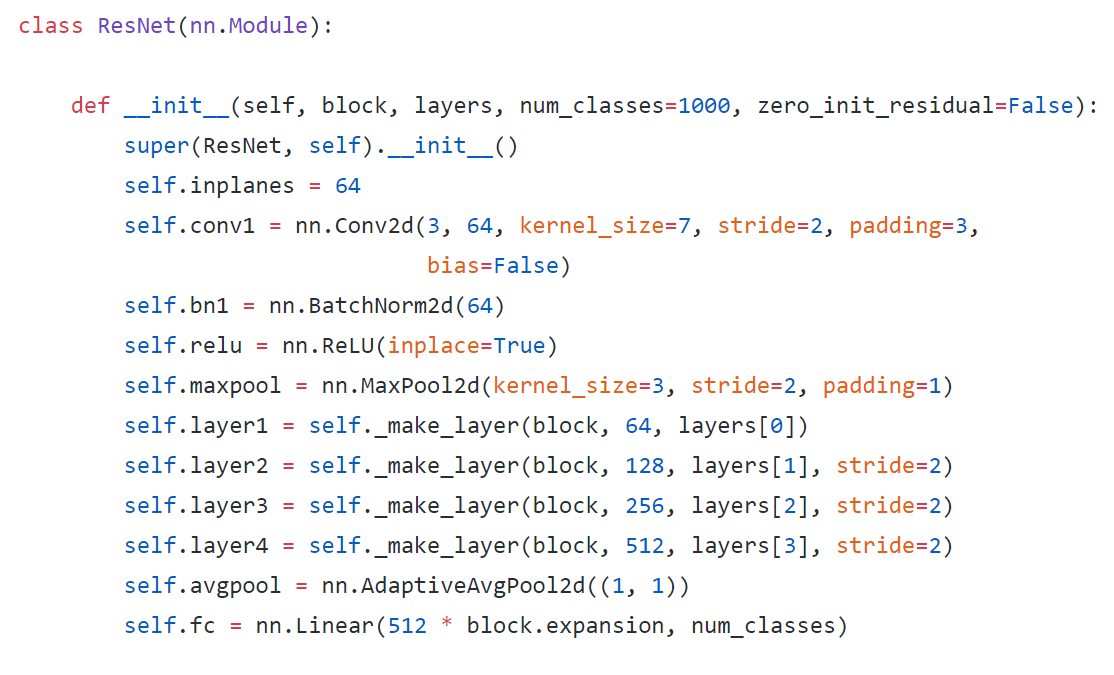 class ResNet(nn.Module):
def __init__(self, block, layers, num_classes=1000, zero_init_residual=False):
super(ResNet, self).__init__()
self.inplanes = 64
self.conv1 = nn.Conv2d(3, 64, kernel_size=7, stride=2, padding=3,
bias=False)
self.bn1 = nn.BatchNorm2d(64)
self.relu = nn.ReLU(inplace=True)
self.maxpool = nn.MaxPool2d(kernel_size=3, stride=2, padding=1)
self.layer1 = self._make_layer(block, 64, layers[0])
self.layer2 = self._make_layer(block, 128, layers[1], stride=2)
self.layer3 = self._make_layer(block, 256, layers[2], stride=2)
self.layer4 = self._make_layer(block, 512, layers[3], stride=2)
self.avgpool = nn.AdaptiveAvgPool2d((1, 1))
self.fc = nn.Linear(512 * block.expansion, num_classes)